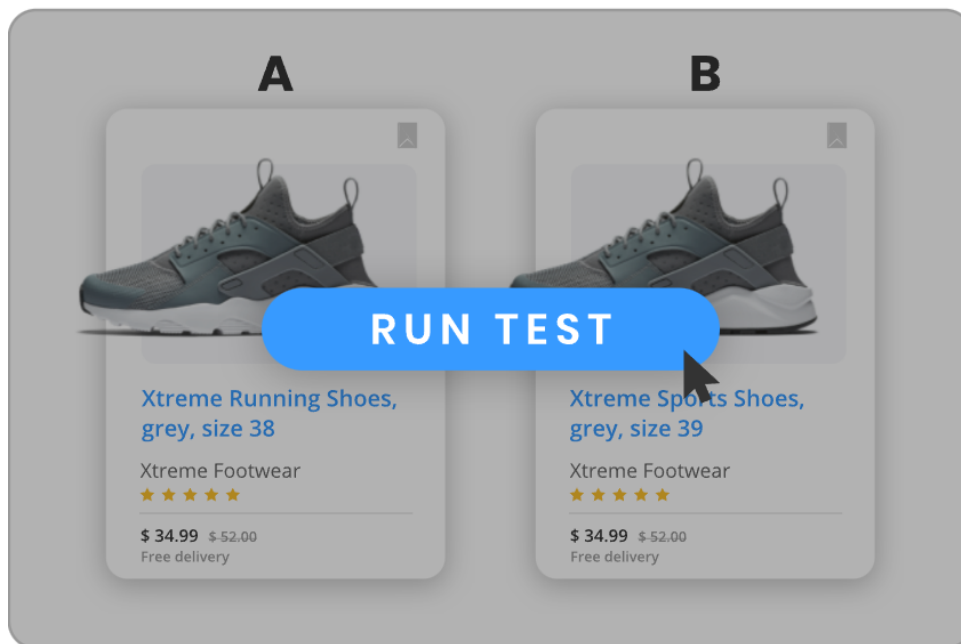 A
B
RUN TEST
Xtreme Running Shoes,
grey, size 38
Xtreme Footwear
$ 34.99 $ 52.00
Free delivery
Xtreme Sports Shoes,
grey, size 39
Xtreme Footwear
$ 34.99 $ 52.00
Free delivery